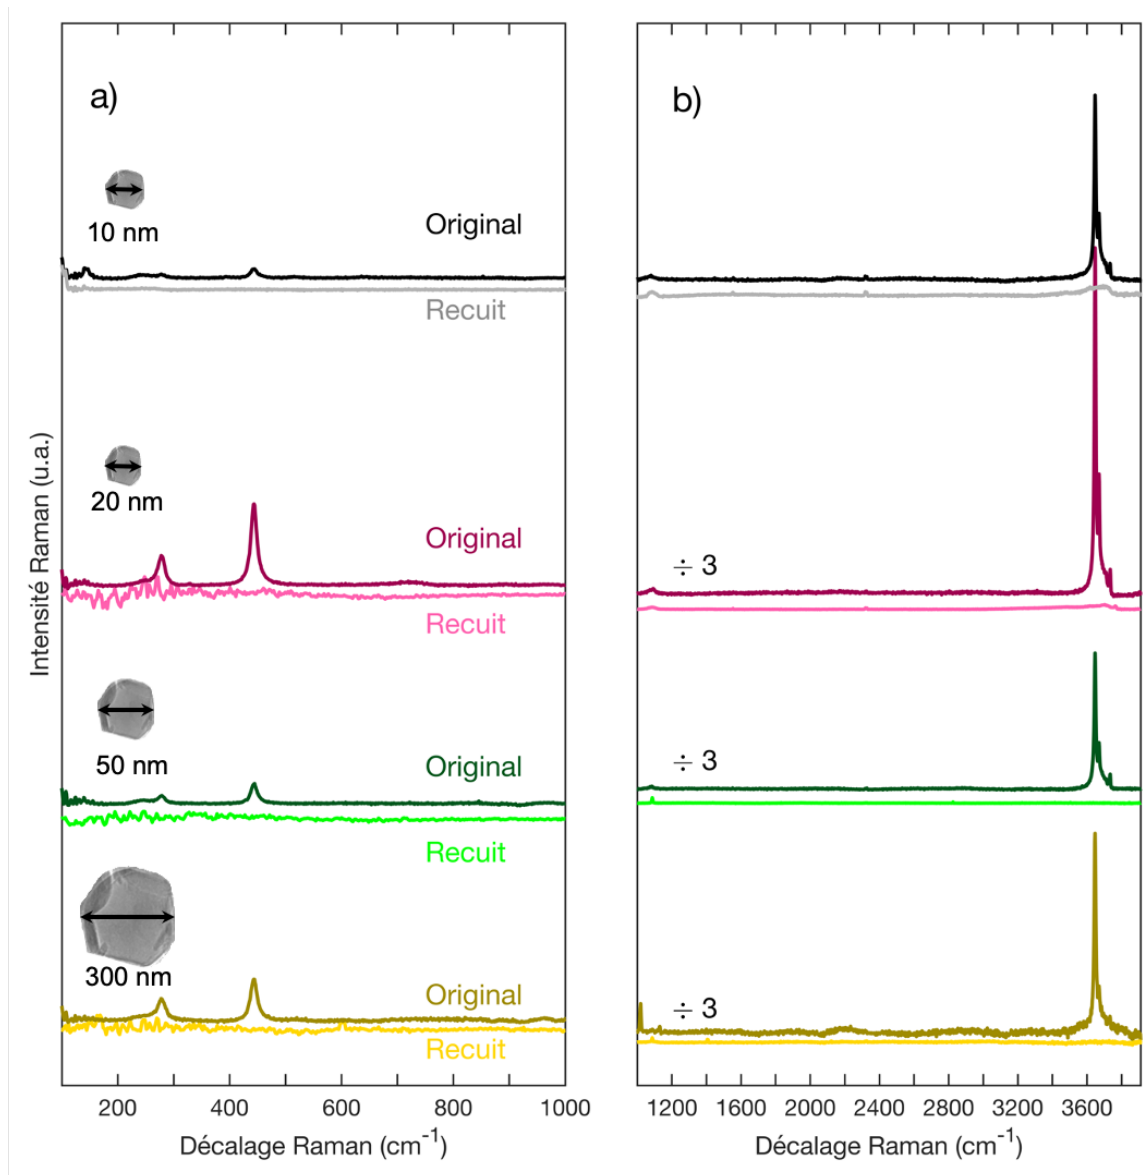 a)
10 nm
Original
Recuit
20 nm
Original
Recuit
50 nm
Original
Recuit
300 nm
Original
Recuit
200 400 600 800 1000
Décalage Raman (cm⁻¹)
Intensité Raman (u.a.)
b)
÷ 3
÷ 3
÷ 3
1200 1600 2000 2400 2800 3600
Décalage Raman (cm⁻¹)